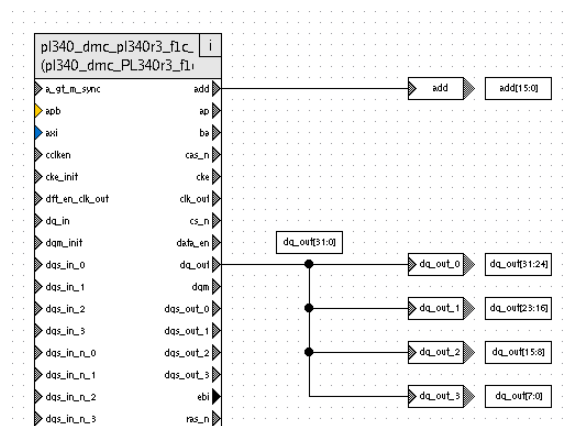 pl340_dmc_pl340r3_f1c_
i
(pl340_dmc_PL340r3_f1
a_gt_m_sync
add
add
add[15:0]
apb
ap
axi
ba
cclken
cas_n
cke_init
cke
dft_en_clk_out
clk_out
dq_in
cs_n
dqm_init
data_en
dq_out[31:0]
dqs_in_0
dq_out
dq_out_0
dq_out[31:24]
dqs_in_1
dqm
dqs_in_2
dqs_out_0
dq_out_1
dq_out[23:16]
dqs_in_3
dqs_out_1
dqs_in_n_0
dqs_out_2
dq_out_2
dq_out[15:8]
dqs_in_n_1
dqs_out_3
dqs_in_n_2
ebi
dq_out_3
dq_out[7:0]
dqs_in_n_3
ras_n